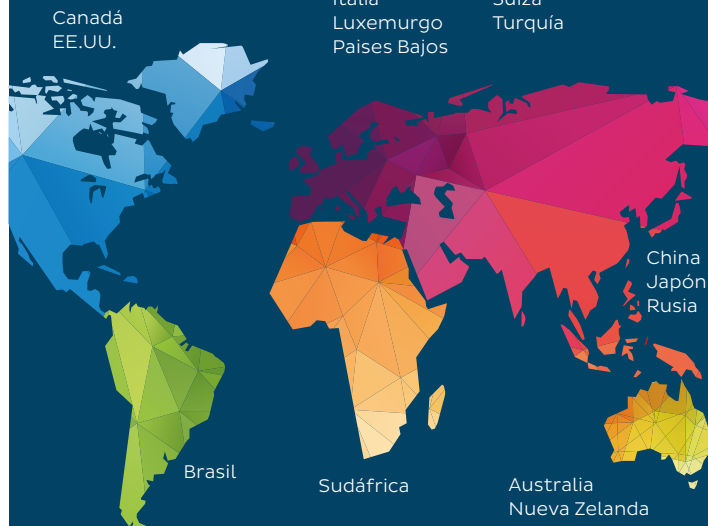 Canadá
EE.UU.
Italia
Luxemurgo
Paises Bajos
Suiza
Turquía
China
Japón
Rusia
Brasil
Sudáfrica
Australia
Nueva Zelanda